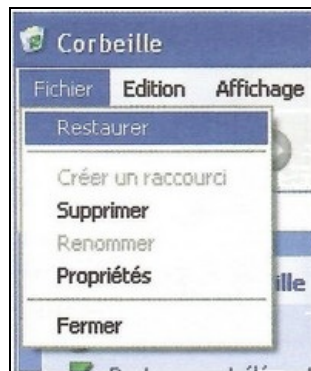 Corbeille
Fichier Edition Affichage
Restaurer
Créer un raccourci
Supprimer
Renommer
Propriétés
ille
Fermer